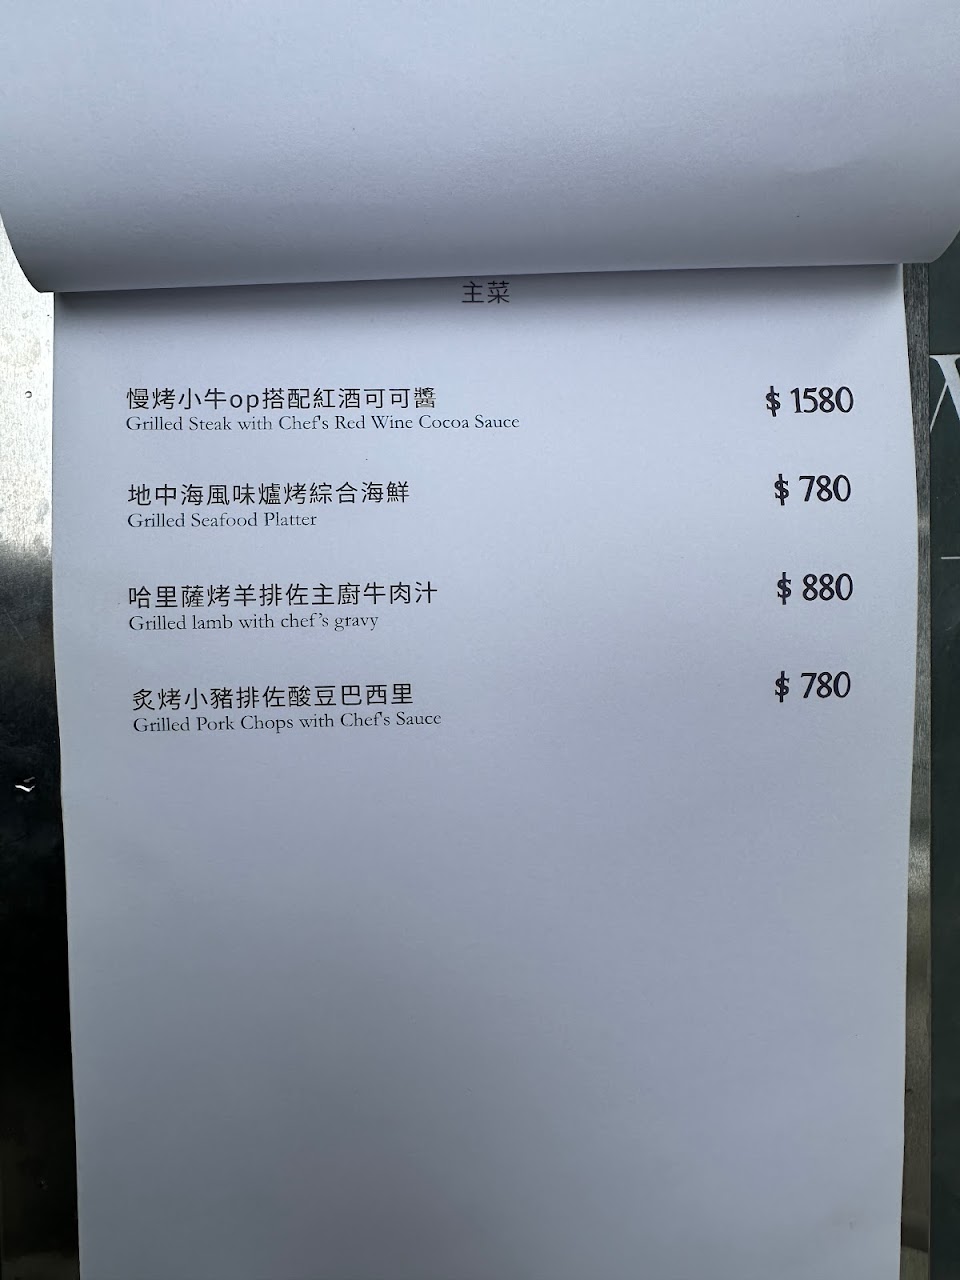 主菜
慢烤小牛op搭配紅酒可可醬
$ 1580
Grilled Steak with Chef's Red Wine Cocoa Sauce
地中海風味爐烤綜合海鮮
$ 780
Grilled Seafood Platter
哈里薩烤羊排佐主廚牛肉汁
$ 880
Grilled lamb with chef's gravy
炙烤小豬排佐酸豆巴西里
$ 780
Grilled Pork Chops with Chef's Sauce